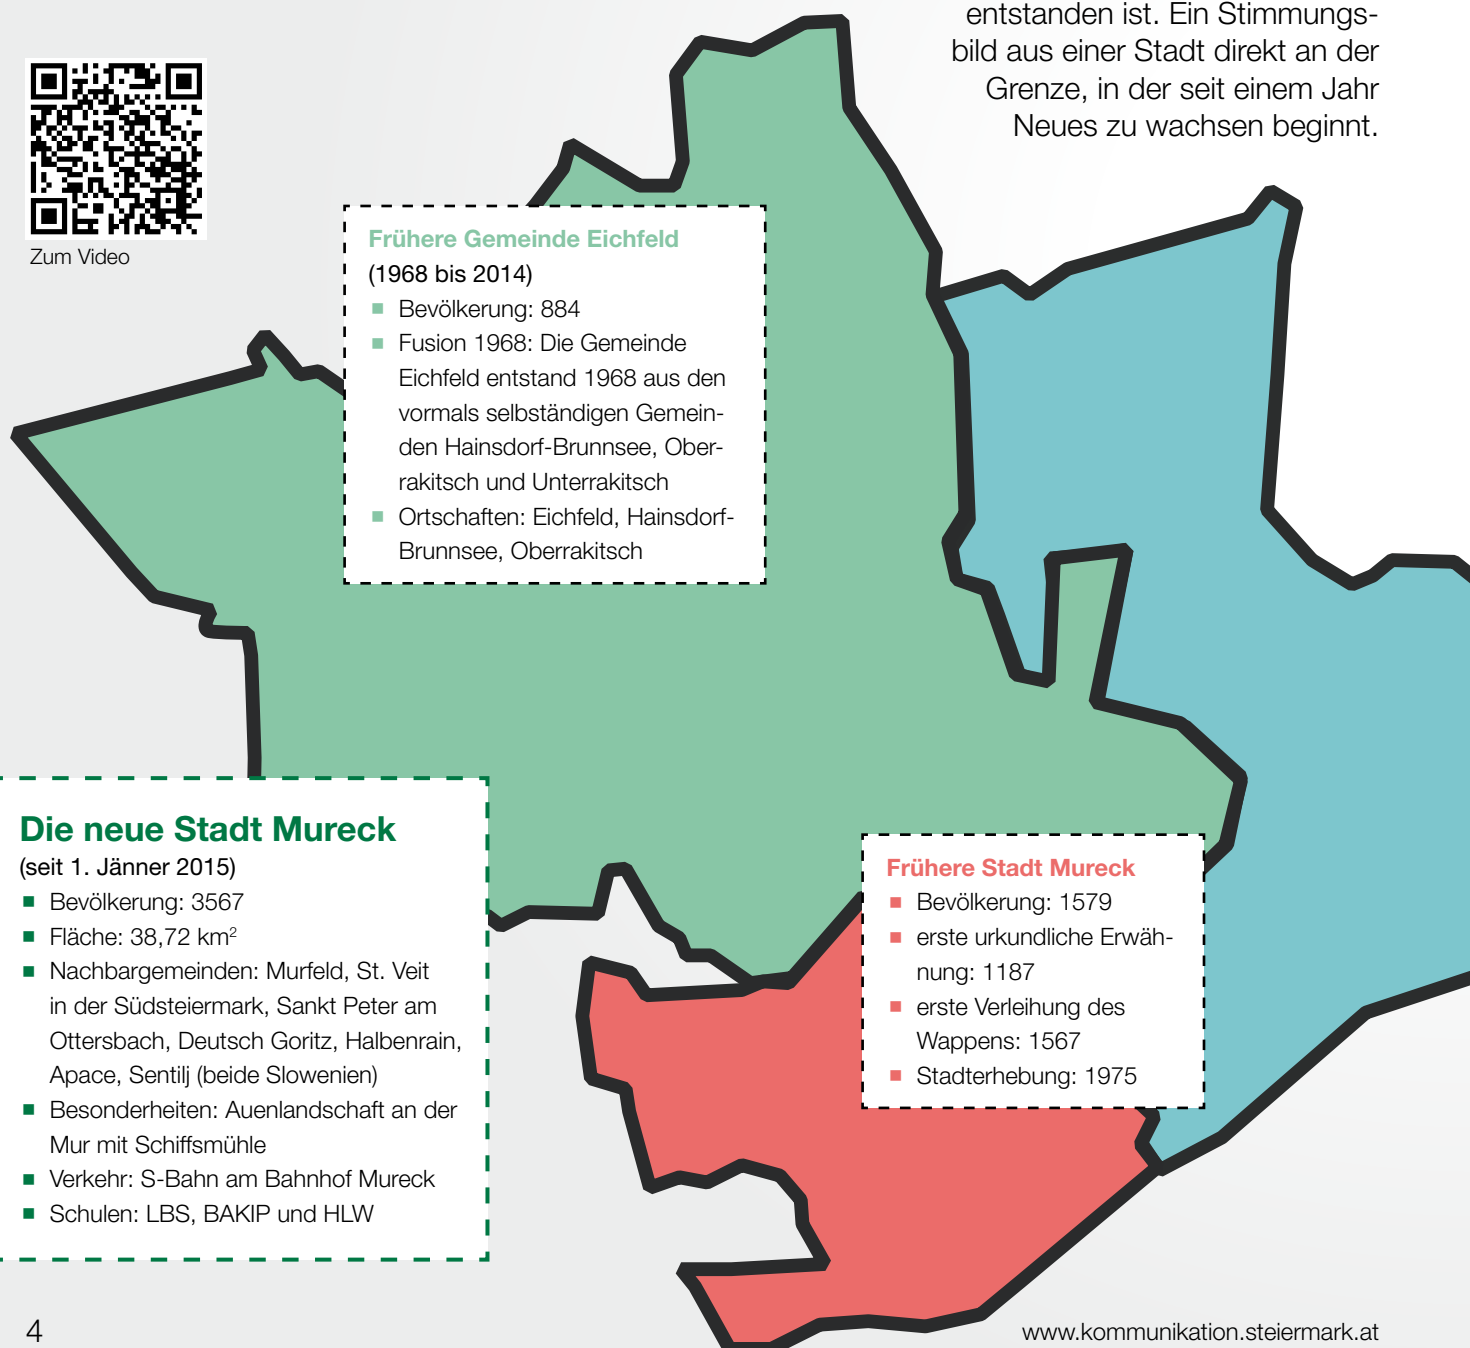 entstanden ist. Ein Stimmungs-
bild aus einer Stadt direkt an der
Grenze, in der seit einem Jahr
Neues zu wachsen beginnt.
Zum Video
Frühere Gemeinde Eichfeld
(1968 bis 2014)
■ Bevölkerung: 884
■ Fusion 1968: Die Gemeinde
Eichfeld entstand 1968 aus den
vormals selbständigen Gemein-
den Hainsdorf-Brunnsee, Ober-
rakitsch und Unterrakitsch
■ Ortschaften: Eichfeld, Hainsdorf-
Brunnsee, Oberrakitsch
Die neue Stadt Mureck
(seit 1. Jänner 2015)
■ Bevölkerung: 3567
■ Fläche: 38,72 km²
■ Nachbargemeinden: Murfeld, St. Veit
in der Südsteiermark, Sankt Peter am
Ottersbach, Deutsch Goritz, Halbenrain,
Apace, Sentilj (beide Slowenien)
■ Besonderheiten: Auenlandschaft an der
Mur mit Schiffsmühle
■ Verkehr: S-Bahn am Bahnhof Mureck
■ Schulen: LBS, BAKIP und HLW
Frühere Stadt Mureck
■ Bevölkerung: 1579
■ erste urkundliche Erwäh-
nung: 1187
■ erste Verleihung des
Wappens: 1567
■ Stadterhebung: 1975
4
www.kommunikation.steiermark.at